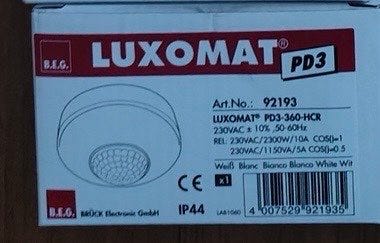 B.E.G.
LUXOMAT® PD3
Art.No.: 92193
LUXOMAT® PD3-360-HCR
230VAC ± 10% ,50-60Hz
REL: 230VAC/2300W/10A COS()=1
230VAC/1150VA/5A COS()=0.5
Weiß Blanc Bianco Blanco White Wit
CE x1
B.E.G. BRÜCK Electronic GmbH IP44 LAB1060 4 007529 921935